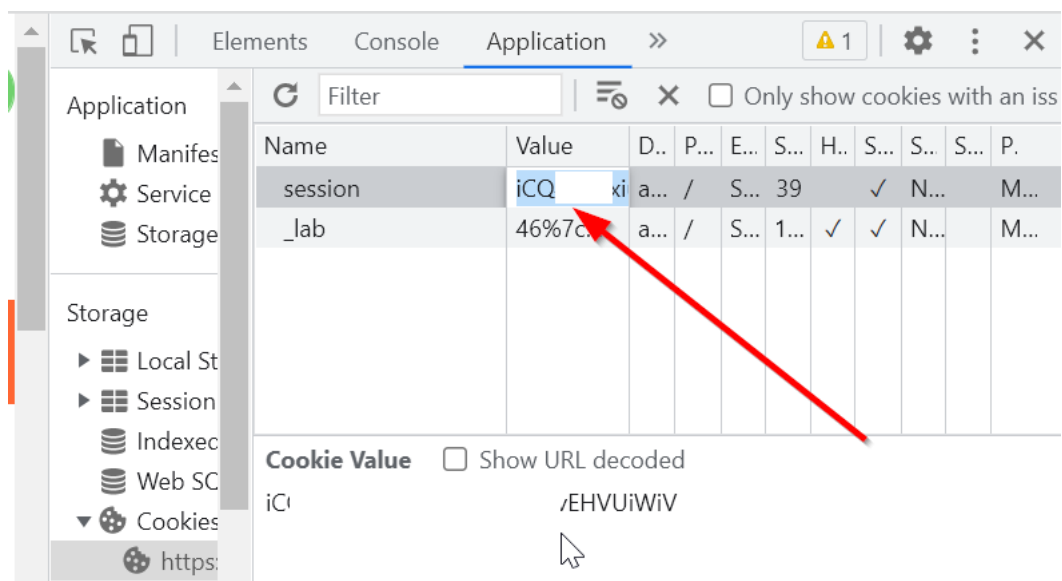 Elements Console Application » 1
Application
Manifes
Service
Storage
Storage
Local St
Session
Indexed
Web SQ
Cookies
https:
Filter Only show cookies with an iss
Name Value D... P... E... S... H.. S... S... S... P.
session iCQ xi a... / S... 39 ✓ N... M...
_lab 46%7c. a... / S... 1... ✓ ✓ N... M...
Cookie Value Show URL decoded
iC EHVUiWiV